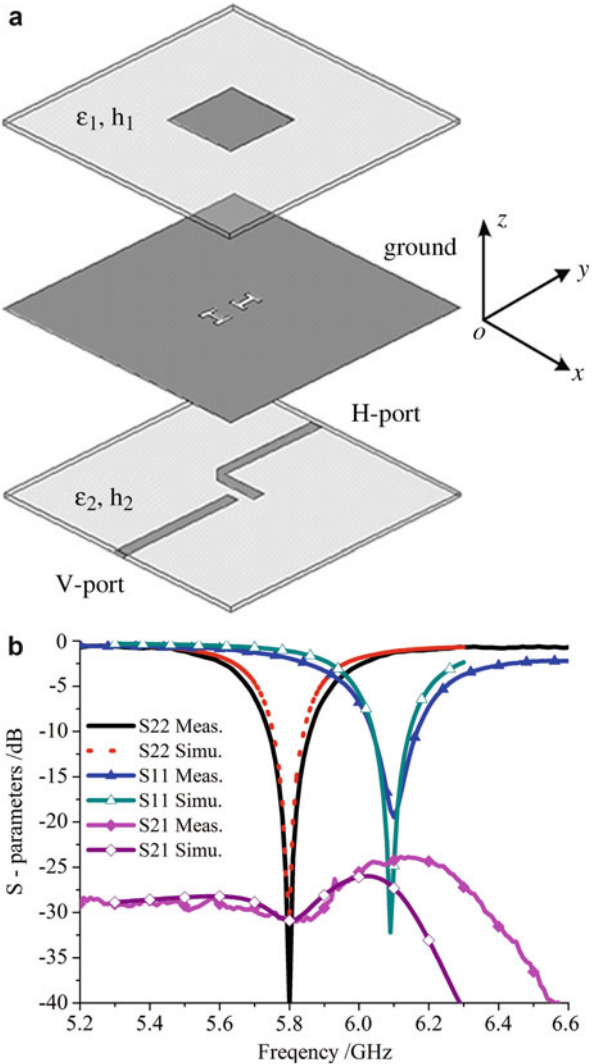 a
ε1, h1
ground
z
y
o
x
H-port
ε2, h2
V-port
b
S - parameters /dB
0
-5
-10
-15
-20
-25
-30
-35
-40
S22 Meas.
S22 Simu.
S11 Meas.
S11 Simu.
S21 Meas.
S21 Simu.
5.2 5.4 5.6 5.8 6.0 6.2 6.4 6.6
Freqency /GHz